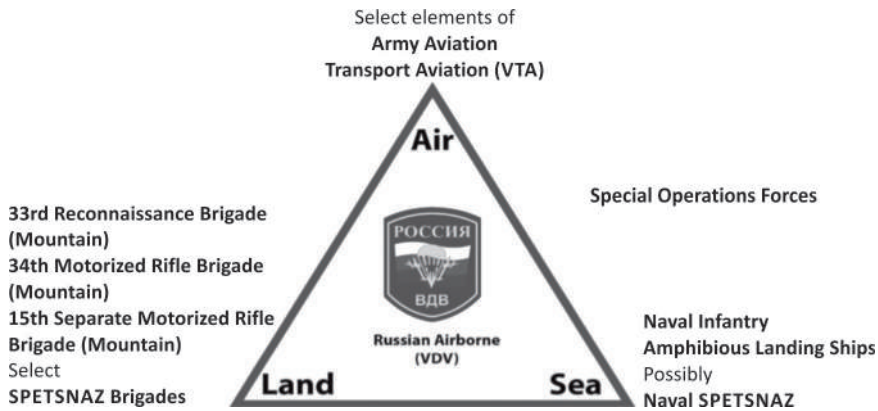 Select elements of
Army Aviation
Transport Aviation (VTA)
Air
Special Operations Forces
33rd Reconnaissance Brigade
(Mountain)
34th Motorized Rifle Brigade
(Mountain)
15th Separate Motorized Rifle
Brigade (Mountain)
Select
SPETSNAZ Brigades
РОССИЯ
ВДВ
Russian Airborne
(VDV)
Land
Sea
Naval Infantry
Amphibious Landing Ships
Possibly
Naval SPETSNAZ